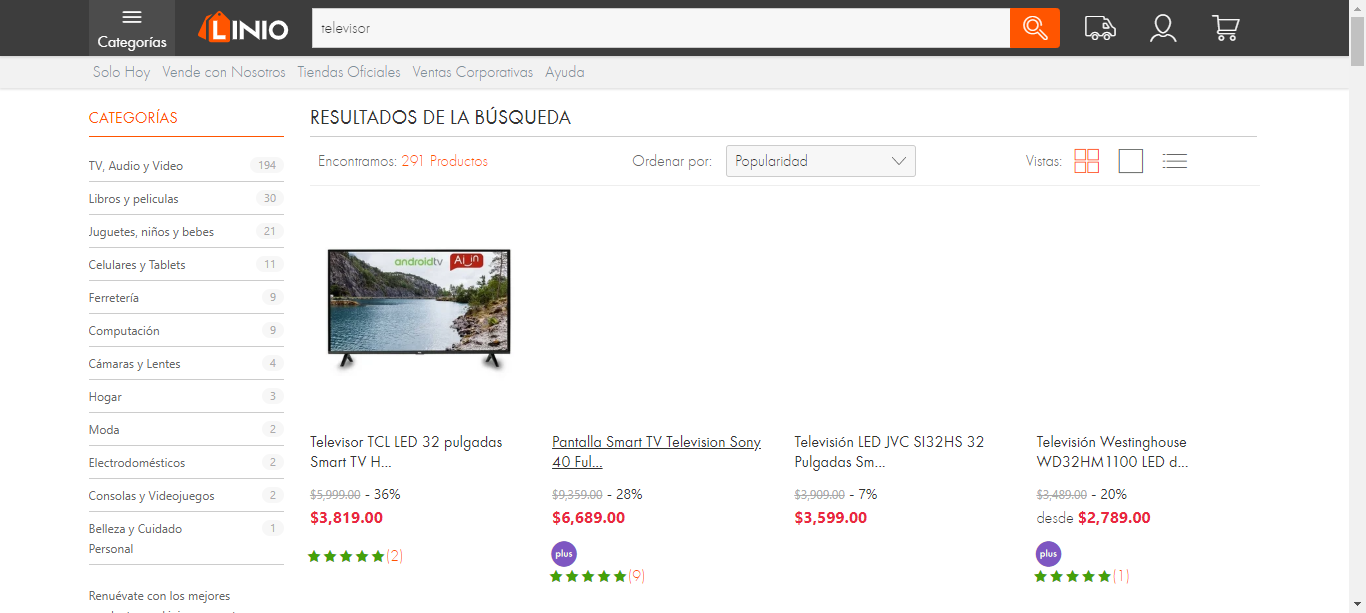 Categorías
LINIO
televisor
Solo Hoy Vende con Nosotros Tiendas Oficiales Ventas Corporativas Ayuda
CATEGORÍAS
TV, Audio y Video 194
Libros y peliculas 30
Juguetes, niños y bebes 21
Celulares y Tablets 11
Ferretería 9
Computación 9
Cámaras y Lentes 4
Hogar 3
Moda 2
Electrodomésticos 2
Consolas y Videojuegos 2
Belleza y Cuidado 1
Personal
Renuévate con los mejores
RESULTADOS DE LA BÚSQUEDA
Encontramos: 291 Productos
Ordenar por: Popularidad
Vistas:
androidtv AI_in
Televisor TCL LED 32 pulgadas
Smart TV H...
$5,999.00 - 36%
$3,819.00
(2)
Pantalla Smart TV Television Sony
40 Ful...
$9,359.00 - 28%
$6,689.00
plus
(9)
Televisión LED JVC SI32HS 32
Pulgadas Sm...
$3,909.00 - 7%
$3,599.00
Televisión Westinghouse
WD32HM1100 LED d...
$3,489.00 - 20%
desde $2,789.00
plus
(1)